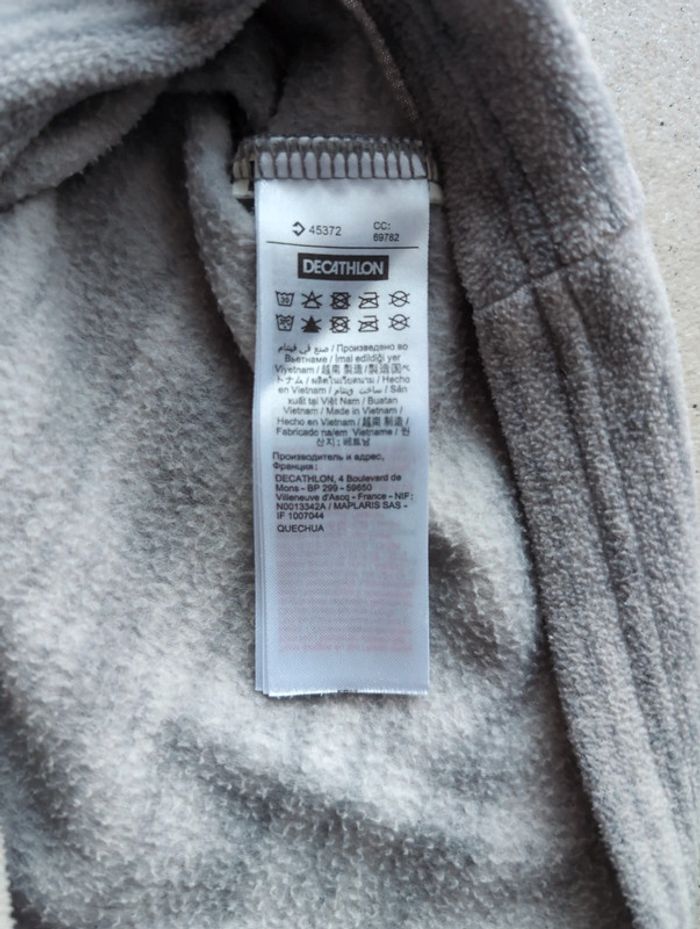 45372
CC:
69782
DECATHLON
30
صنع في فيتنام / Произведено во
Вьетнаме / İmal edildiği yer
Vıyetnam / 越南 製造 / 製造国ベ
トナム / ผลิตในเวียดนาม / Hecho
en Vietnam / ساخت ویتنام / Sản
xuất tại Việt Nam / Buatan
Vietnam / Made in Vietnam /
Hecho en Vietnam / 越南 制造 /
Fabricado na/em Vietname / 원
산지 : 베트남
Производитель и адрес,
Франция :
DECATHLON, 4 Boulevard de
Mons - BP 299 - 59650
Villeneuve d'Ascq - France - NIF:
N0013342A / MAPLARIS SAS -
IF 1007044
QUECHUA